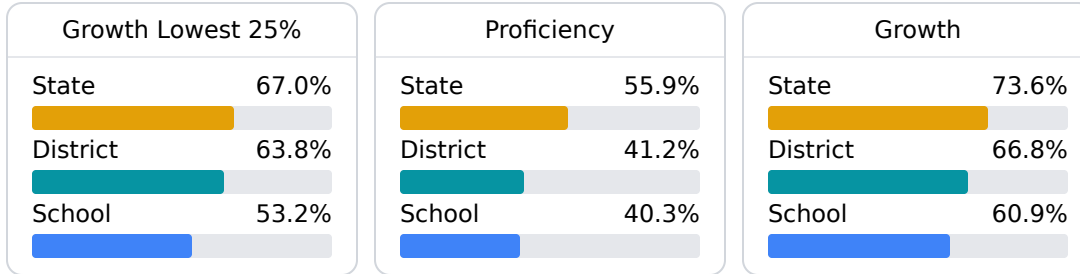 Growth Lowest 25%
State 67.0%
District 63.8%
School 53.2%
Proficiency
State 55.9%
District 41.2%
School 40.3%
Growth
State 73.6%
District 66.8%
School 60.9%